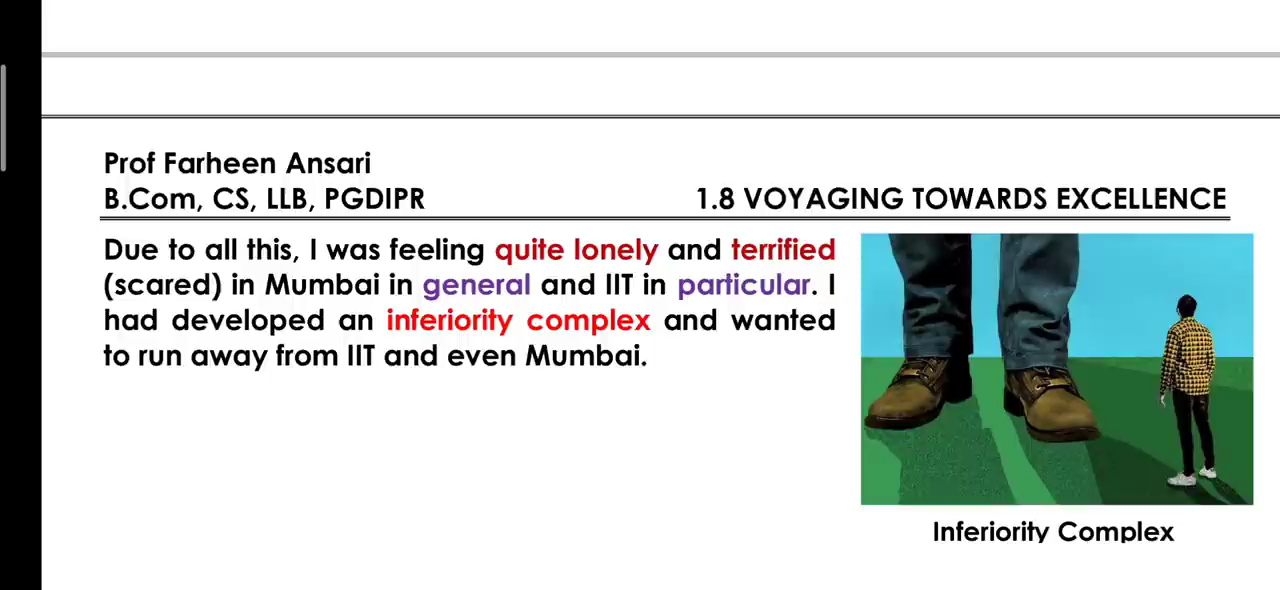 Prof Farheen Ansari
B.Com, CS, LLB, PGDIPR
1.8 VOYAGING TOWARDS EXCELLENCE
Due to all this, I was feeling quite lonely and terrified
(scared) in Mumbai in general and IIT in particular. I
had developed an inferiority complex and wanted
to run away from IIT and even Mumbai.
Inferiority Complex